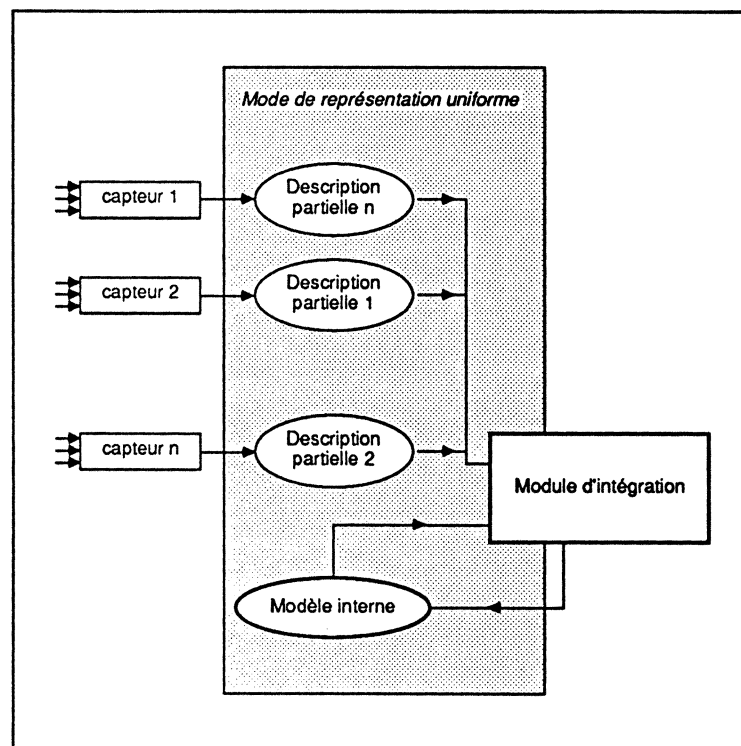 Mode de représentation uniforme
capteur 1
Description
partielle n
capteur 2
Description
partielle 1
capteur n
Description
partielle 2
Module d'intégration
Modèle interne